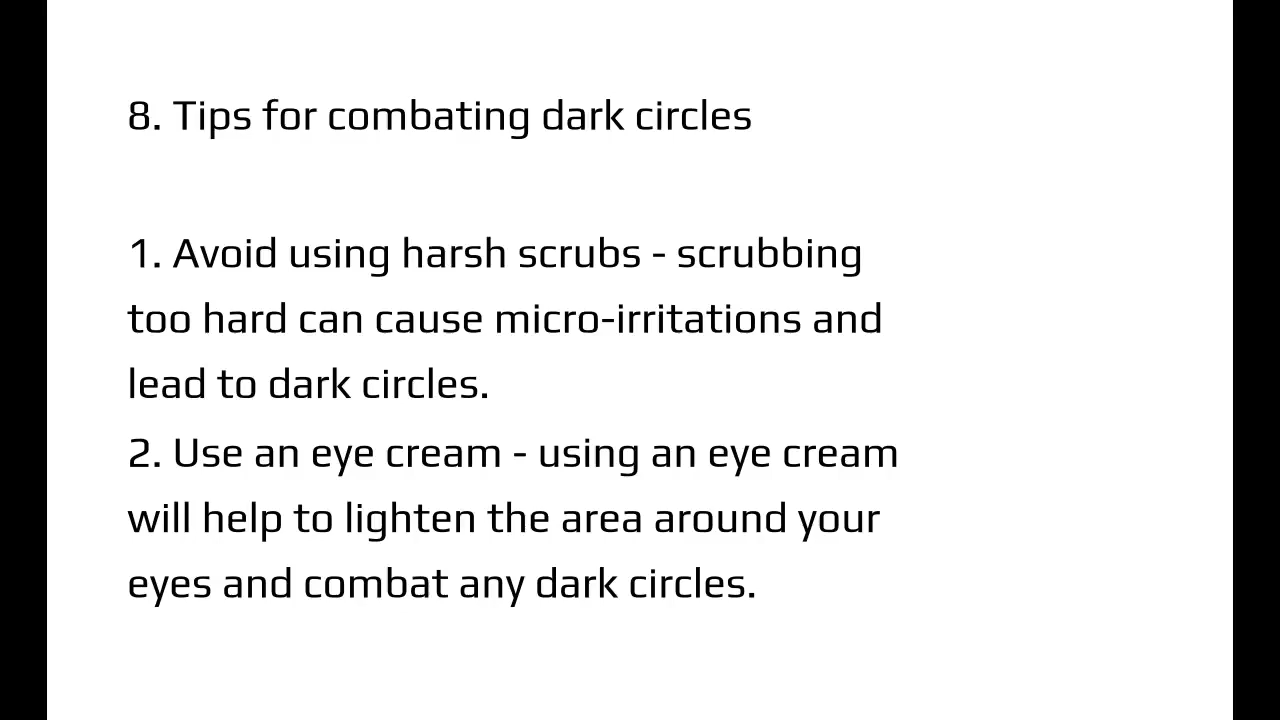 8. Tips for combating dark circles
1. Avoid using harsh scrubs - scrubbing
too hard can cause micro-irritations and
lead to dark circles.
2. Use an eye cream - using an eye cream
will help to lighten the area around your
eyes and combat any dark circles.